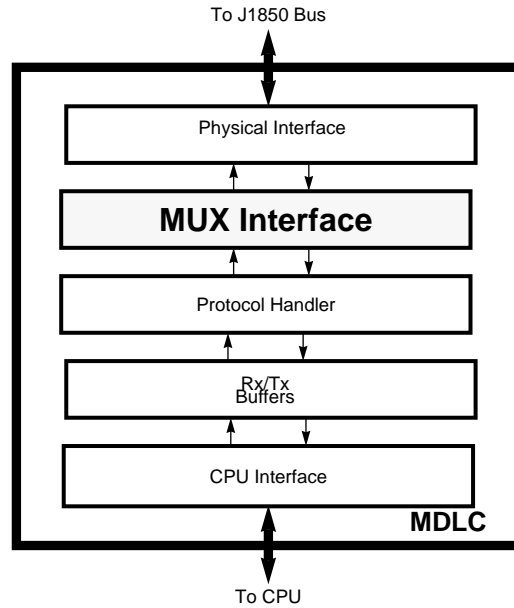 To J1850 Bus
Physical Interface
MUX Interface
Protocol Handler
Rx/Tx
Buffers
CPU Interface
MDLC
To CPU